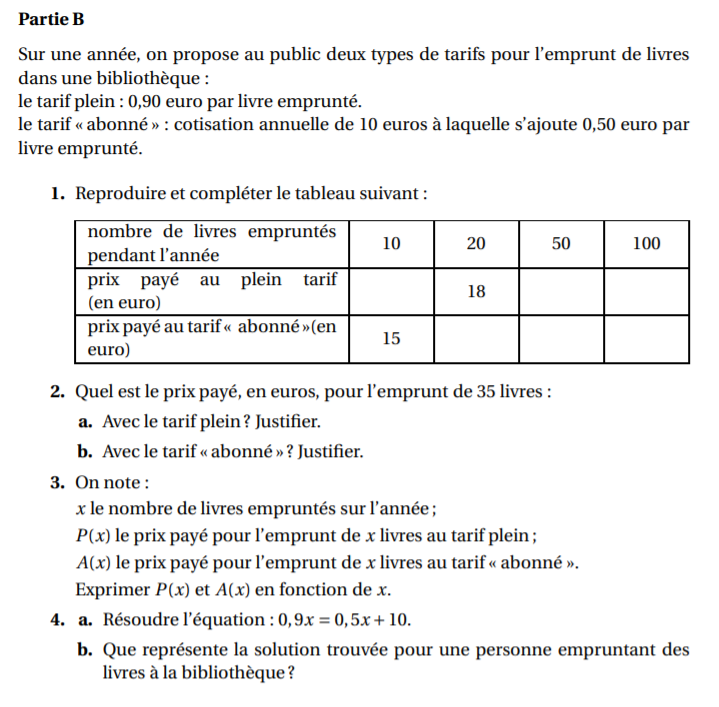 Partie B
Sur une année, on propose au public deux types de tarifs pour l'emprunt de livres
dans une bibliothèque :
le tarif plein : 0,90 euro par livre emprunté.
le tarif « abonné » : cotisation annuelle de 10 euros à laquelle s'ajoute 0,50 euro par
livre emprunté.
1. Reproduire et compléter le tableau suivant :
nombre de livres empruntés
pendant l'année
10 20 50 100
prix payé au plein tarif
(en euro)
18
prix payé au tarif « abonné »(en
euro)
15
2. Quel est le prix payé, en euros, pour l'emprunt de 35 livres :
a. Avec le tarif plein ? Justifier.
b. Avec le tarif « abonné » ? Justifier.
3. On note :
x le nombre de livres empruntés sur l'année ;
P(x) le prix payé pour l'emprunt de x livres au tarif plein ;
A(x) le prix payé pour l'emprunt de x livres au tarif « abonné ».
Exprimer P(x) et A(x) en fonction de x.
4. a. Résoudre l'équation : 0,9x = 0,5x + 10.
b. Que représente la solution trouvée pour une personne empruntant des
livres à la bibliothèque ?